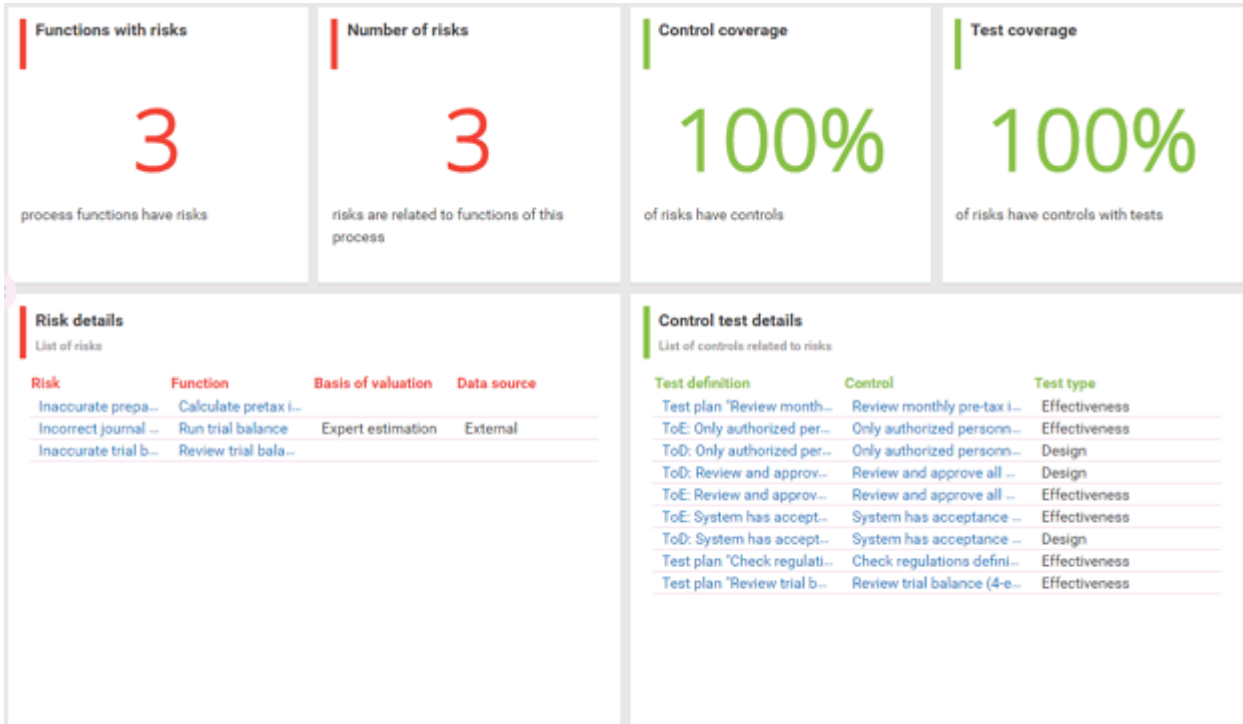 Functions with risks
3
process functions have risks
Number of risks
3
risks are related to functions of this
process
Control coverage
100%
of risks have controls
Test coverage
100%
of risks have controls with tests
Risk details
List of risks
Risk Function Basis of valuation Data source
Inaccurate prepa... Calculate pretax i...
Incorrect journal ... Run trial balance Expert estimation External
Inaccurate trial b... Review trial bala...
Control test details
List of controls related to risks
Test definition Control Test type
Test plan "Review month... Review monthly pre-tax i... Effectiveness
ToE: Only authorized per... Only authorized personn... Effectiveness
ToD: Only authorized per... Only authorized personn... Design
ToD: Review and approv... Review and approve all ... Design
ToE: Review and approv... Review and approve all ... Effectiveness
ToE: System has accept... System has acceptance ... Effectiveness
ToD: System has accept... System has acceptance ... Design
Test plan "Check regulati... Check regulations defini... Effectiveness
Test plan "Review trial b... Review trial balance (4-e... Effectiveness